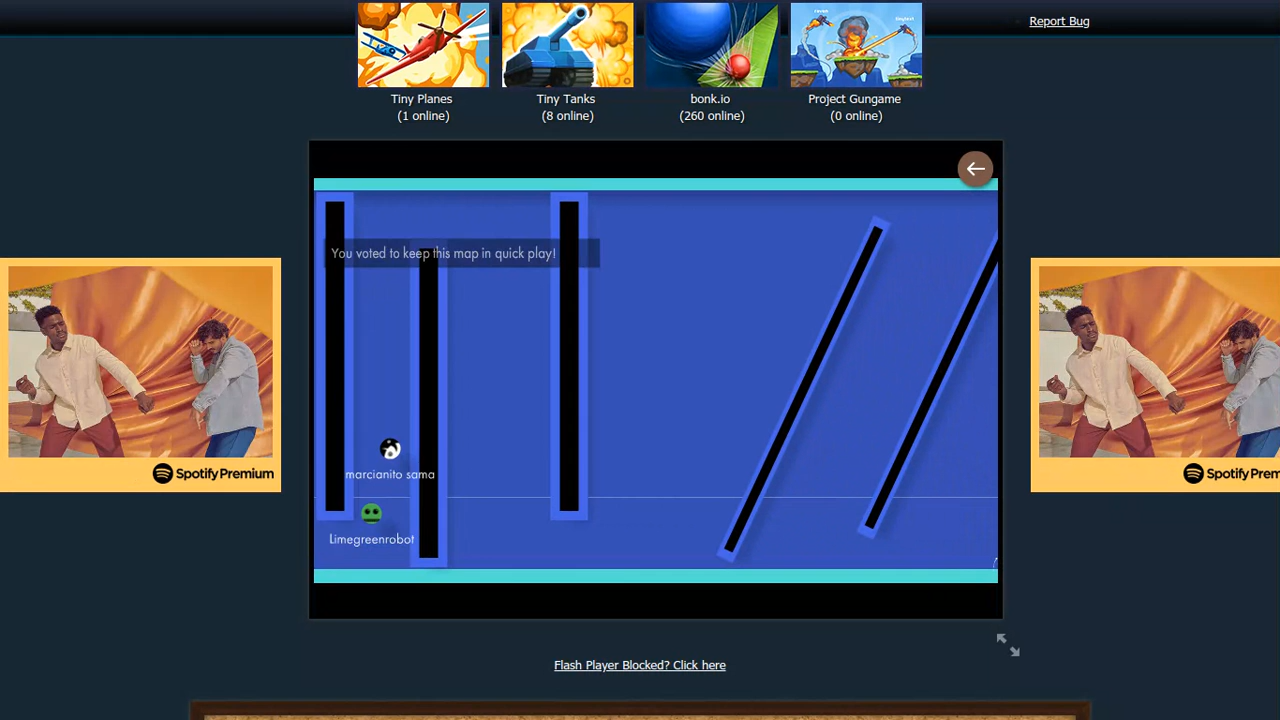 Report Bug
Tiny Planes
(1 online)
Tiny Tanks
(8 online)
bonk.io
(260 online)
Project Gungame
(0 online)
You voted to keep this map in quick play!
marcianito sama
Limegreenrobot
Spotify Premium
Spotify Prem
Flash Player Blocked? Click here